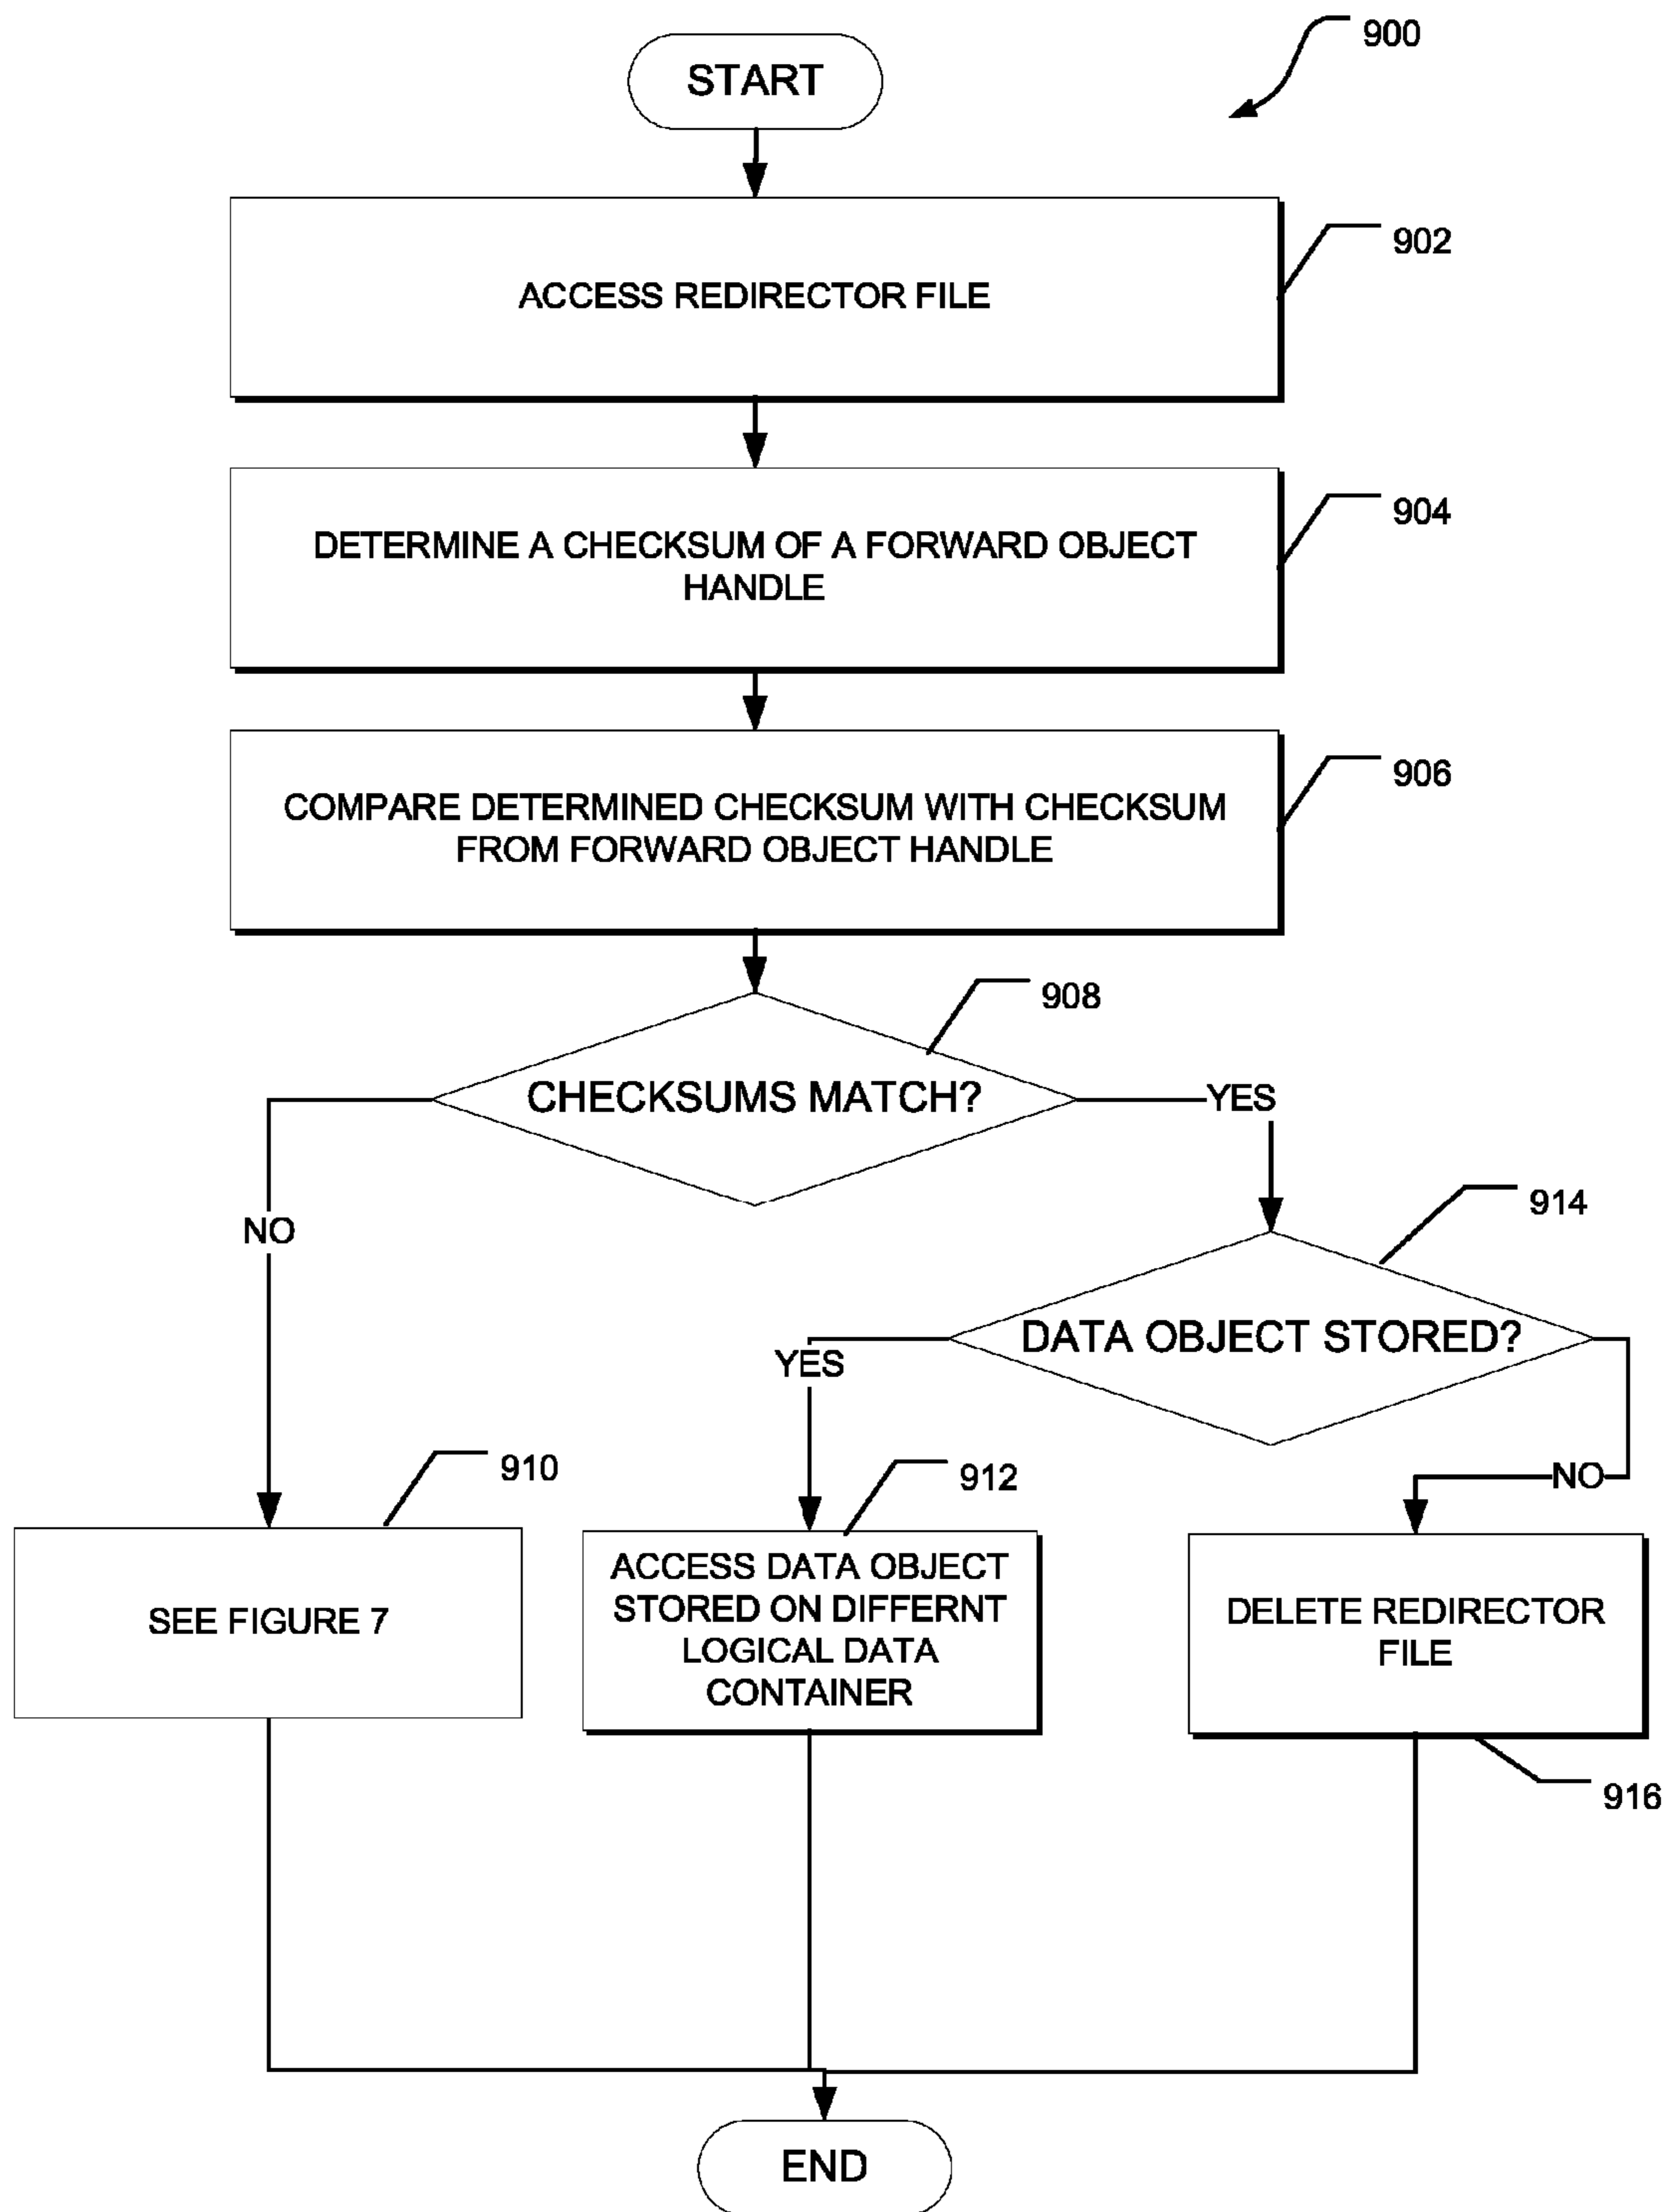 900
START
902
ACCESS REDIRECTOR FILE
904
DETERMINE A CHECKSUM OF A FORWARD OBJECT
HANDLE
906
COMPARE DETERMINED CHECKSUM WITH CHECKSUM
FROM FORWARD OBJECT HANDLE
908
CHECKSUMS MATCH?
YES
NO
914
DATA OBJECT STORED?
YES
NO
910
SEE FIGURE 7
912
ACCESS DATA OBJECT
STORED ON DIFFERNT
LOGICAL DATA
CONTAINER
DELETE REDIRECTOR
FILE
916
END